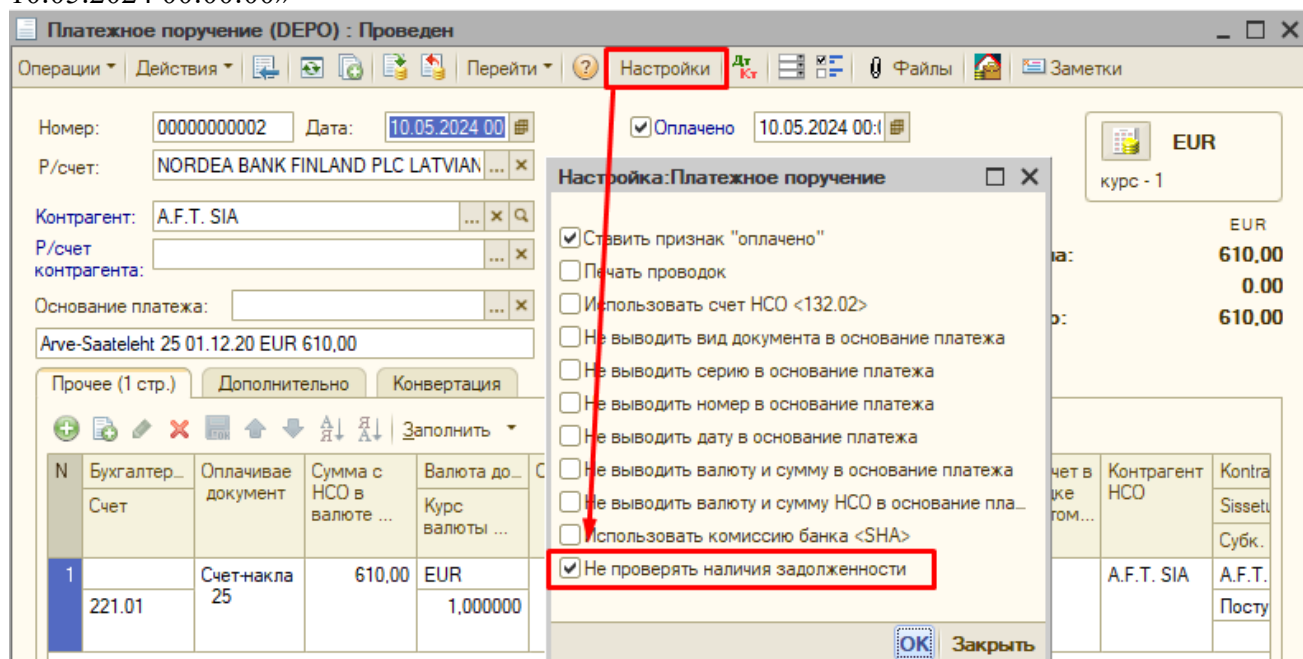 Платежное поручение (DEPO) : Проведен
Операции Действия Перейти Настройки Файлы Заметки
Номер: 00000000002 Дата: 10.05.2024 00 Оплачено 10.05.2024 00:(
EUR
Р/счет: NORDEA BANK FINLAND PLC LATVIAN ...
курс - 1
Контрагент: A.F.T. SIA ...
Р/счет контрагента: ...
Основание платежа: ...
Arve-Saateleht 25 01.12.20 EUR 610,00
EUR
на: 610,00
0.00
о: 610,00
Прочее (1 стр.) Дополнительно Конвертация
Заполнить
N Бухгалтер... Оплачивае документ Сумма с НСО в валюте ... Валюта до... Контрагент НСО Kontra
Счет Курс валюты ... Sissetu
Субк.
1 Счет-накла 25 610,00 EUR A.F.T. SIA A.F.T.
221.01 1,000000 Посту
Настройка:Платежное поручение
Ставить признак "оплачено"
Печать проводок
Использовать счет НСО <132.02>
Не выводить вид документа в основание платежа
Не выводить серию в основание платежа
Не выводить номер в основание платежа
Не выводить дату в основание платежа
Не выводить валюту и сумму в основание платежа
Не выводить валюту и сумму НСО в основание пла...
Использовать комиссию банка <SHA>
Не проверять наличия задолженности
OK Закрыть